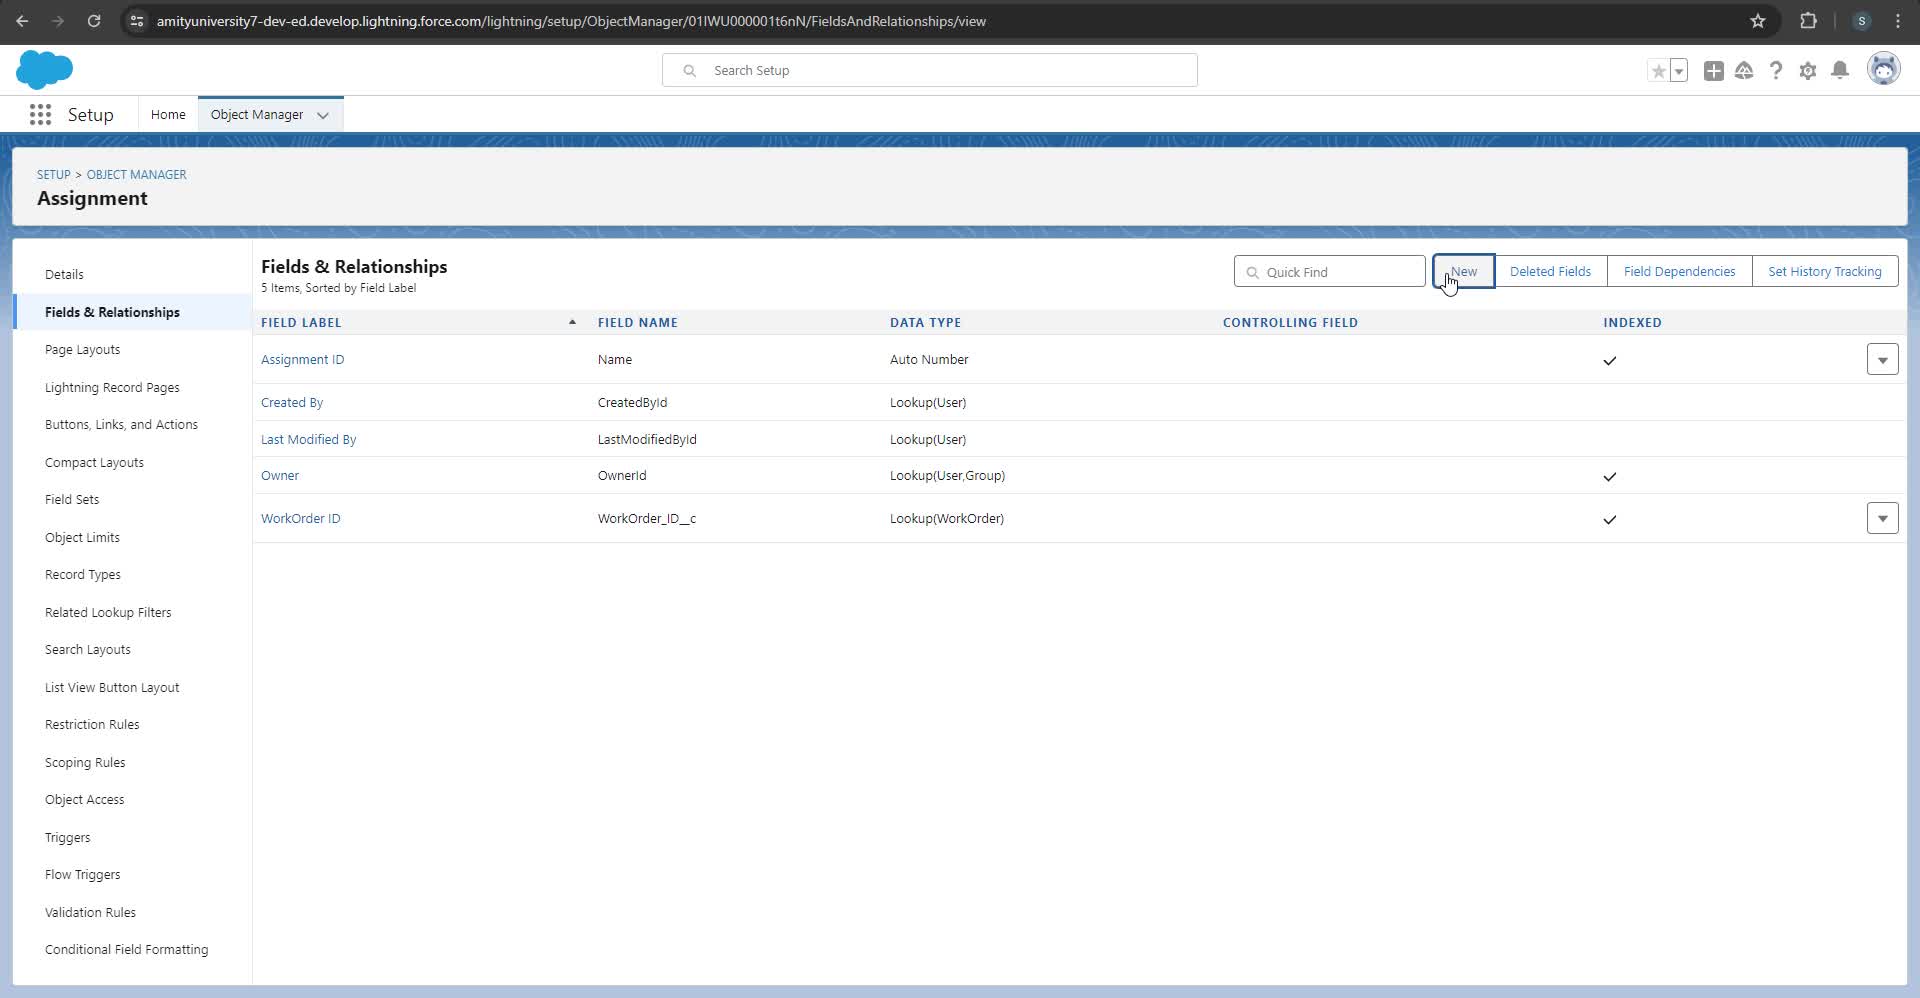 amityuniversity7-dev-ed.develop.lightning.force.com/lightning/setup/ObjectManager/01IWU000001t6nN/FieldsAndRelationships/view
S
Search Setup
Setup
Home
Object Manager
SETUP > OBJECT MANAGER
Assignment
Details
Fields & Relationships
Page Layouts
Lightning Record Pages
Buttons, Links, and Actions
Compact Layouts
Field Sets
Object Limits
Record Types
Related Lookup Filters
Search Layouts
List View Button Layout
Restriction Rules
Scoping Rules
Object Access
Triggers
Flow Triggers
Validation Rules
Conditional Field Formatting
Fields & Relationships
5 Items, Sorted by Field Label
Quick Find
New
Deleted Fields
Field Dependencies
Set History Tracking
FIELD LABEL FIELD NAME DATA TYPE CONTROLLING FIELD INDEXED
Assignment ID Name Auto Number
Created By CreatedById Lookup(User)
Last Modified By LastModifiedById Lookup(User)
Owner OwnerId Lookup(User,Group)
WorkOrder ID WorkOrder_ID__c Lookup(WorkOrder)